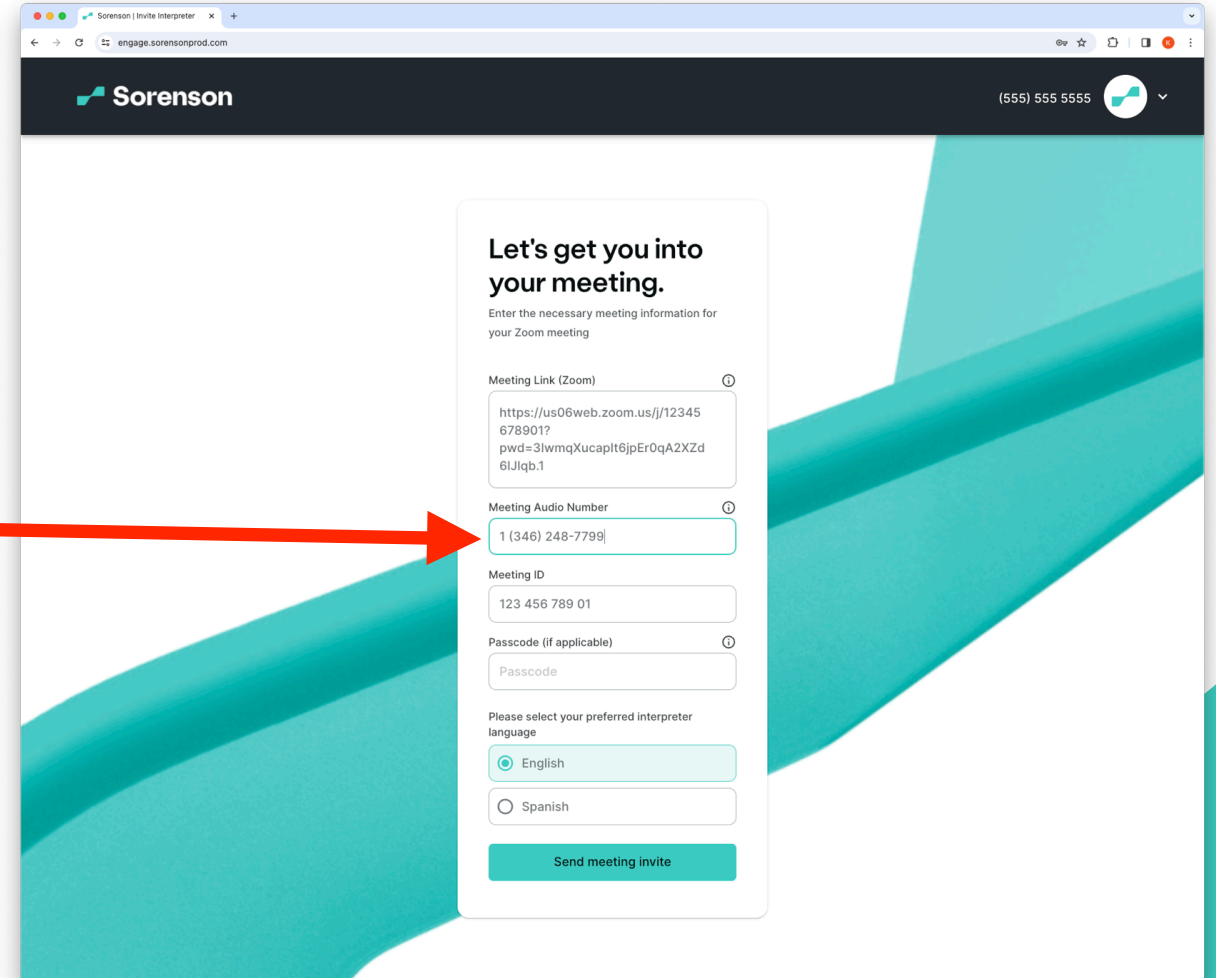 Sorenson | Invite Interpreter
engage.sorensonprod.com
K
Sorenson
(555) 555 5555
Let's get you into
your meeting.
Enter the necessary meeting information for
your Zoom meeting
Meeting Link (Zoom)
https://us06web.zoom.us/j/12345
678901?
pwd=3lwmqXucaplt6jpEr0qA2XZd
6lJlqb.1
Meeting Audio Number
1 (346) 248-7799
Meeting ID
123 456 789 01
Passcode (if applicable)
Passcode
Please select your preferred interpreter
language
English
Spanish
Send meeting invite